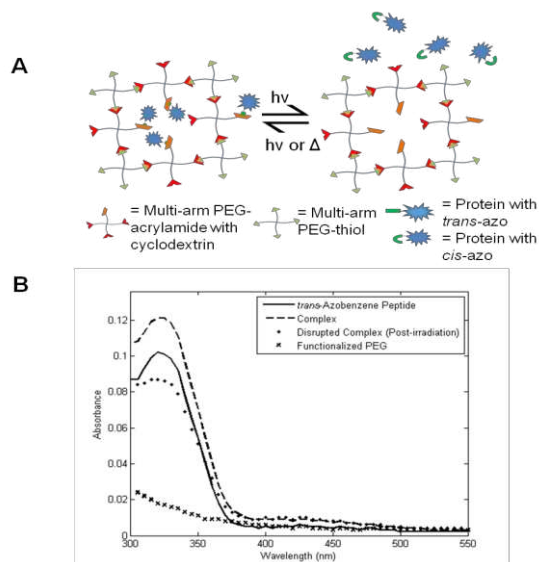 A
hν
hν or Δ
= Multi-arm PEG-
acrylamide with
cyclodextrin
= Multi-arm
PEG-thiol
= Protein with
trans-azo
= Protein with
cis-azo
B
trans-Azobenzene Peptide
Complex
Disrupted Complex (Post-irradiation)
Functionalized PEG
Absorbance
0.12
0.1
0.08
0.06
0.04
0.02
0
300
350
400
450
500
550
Wavelength (nm)